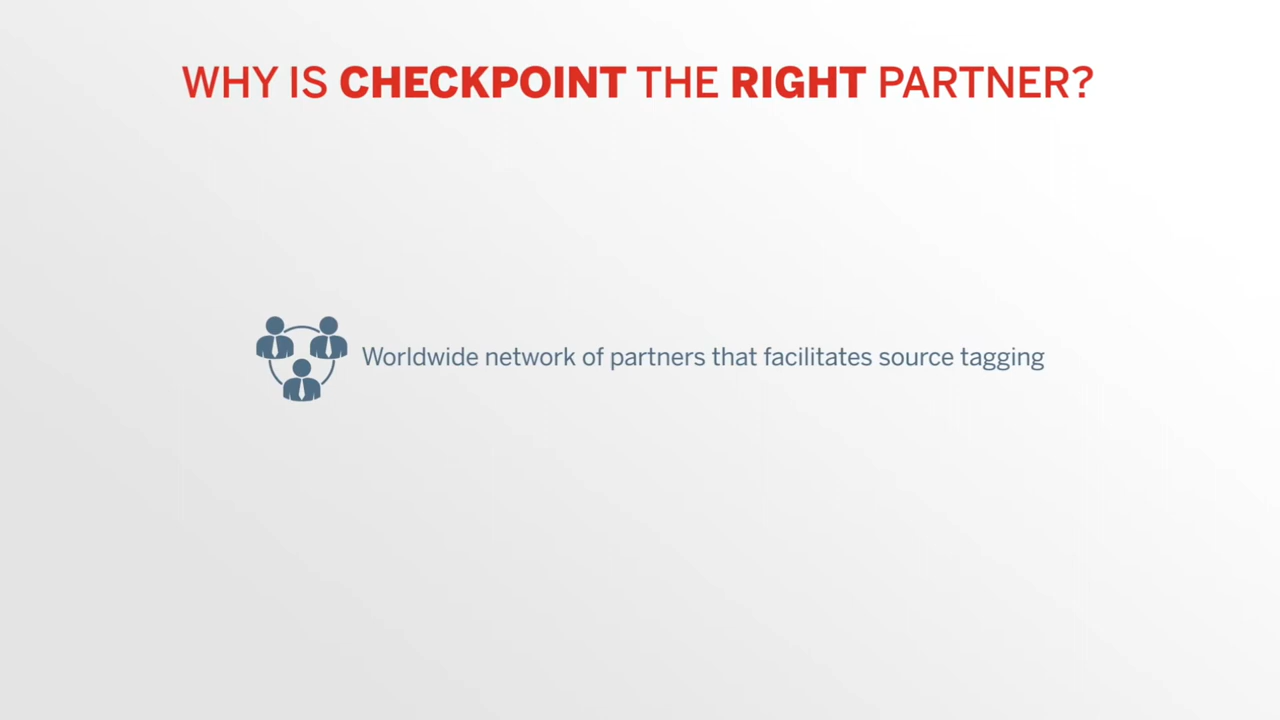 WHY IS CHECKPOINT THE RIGHT PARTNER?
Worldwide network of partners that facilitates source tagging